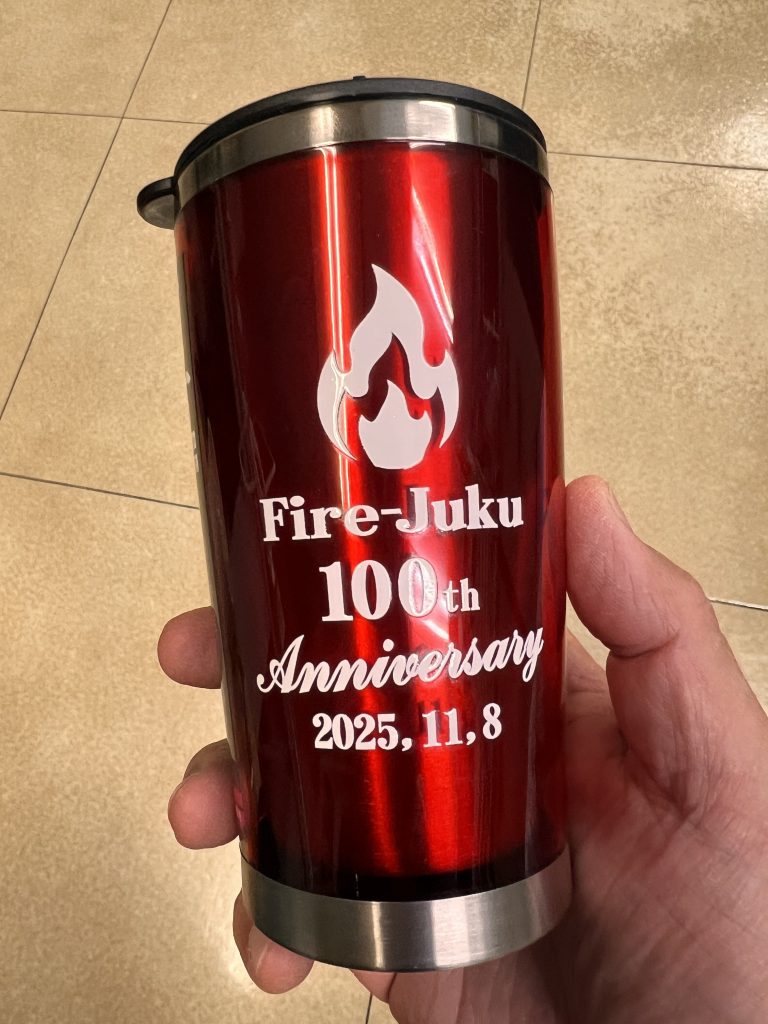 Fire-Juku
100th
Anniversary
2025, 11, 8